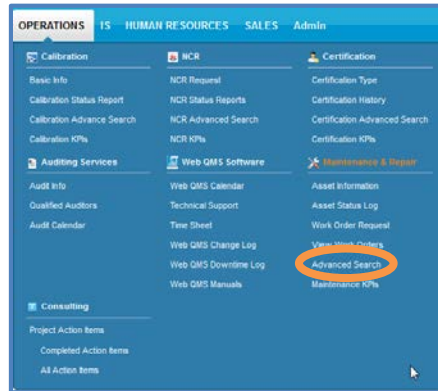 OPERATIONS IS HUMAN RESOURCES SALES Admin
Calibration
Basic Info
Calibration Status Report
Calibration Advance Search
Calibration KPIs
NCR
NCR Request
NCR Status Reports
NCR Advanced Search
NCR KPIs
Certification
Certification Type
Certification History
Certification Advanced Search
Certification KPIs
Auditing Services
Audit Info
Qualified Auditors
Audit Calendar
Web QMS Software
Web QMS Calendar
Technical Support
Time Sheet
Web QMS Change Log
Web QMS Downtime Log
Web QMS Manuals
Maintenance & Repair
Asset Information
Asset Status Log
Work Order Request
View Work Orders
Advanced Search
Maintenance KPIs
Consulting
Project Action Items
Completed Action Items
All Action Items